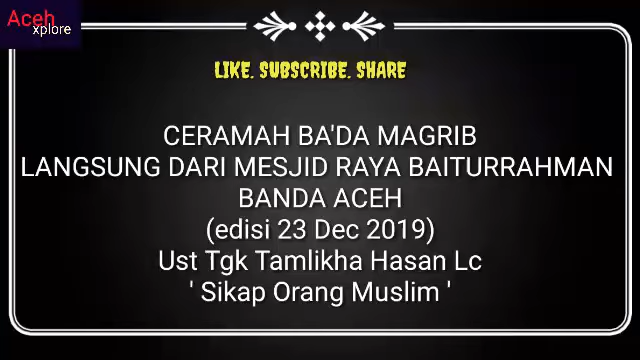 Aceh
xplore
LIKE. SUBSCRIBE. SHARE
CERAMAH BA'DA MAGRIB
LANGSUNG DARI MESJID RAYA BAITURRAHMAN
BANDA ACEH
(edisi 23 Dec 2019)
Ust Tgk Tamlikha Hasan Lc
' Sikap Orang Muslim '